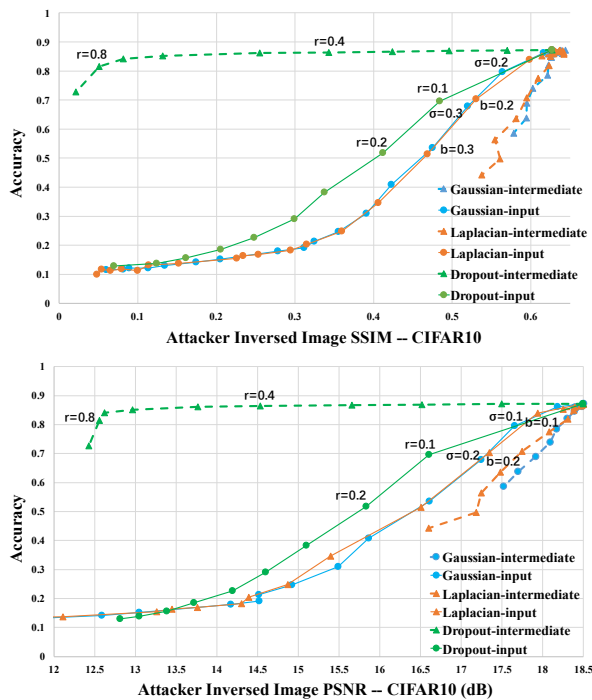 1
0.9
0.8
0.7
0.6
0.5
0.4
0.3
0.2
0.1
0
Accuracy
r=0.8
r=0.4
σ=0.2
r=0.1
b=0.2
σ=0.3
r=0.2
b=0.3
Gaussian-intermediate
Gaussian-input
Laplacian-intermediate
Laplacian-input
Dropout-intermediate
Dropout-input
0 0.1 0.2 0.3 0.4 0.5 0.6
Attacker Inversed Image SSIM -- CIFAR10
1
0.9
0.8
0.7
0.6
0.5
0.4
0.3
0.2
0.1
0
Accuracy
r=0.8
r=0.4
σ=0.1
b=0.1
r=0.1
σ=0.2
b=0.2
r=0.2
Gaussian-intermediate
Gaussian-input
Laplacian-intermediate
Laplacian-input
Dropout-intermediate
Dropout-input
12 12.5 13 13.5 14 14.5 15 15.5 16 16.5 17 17.5 18 18.5
Attacker Inversed Image PSNR -- CIFAR10 (dB)